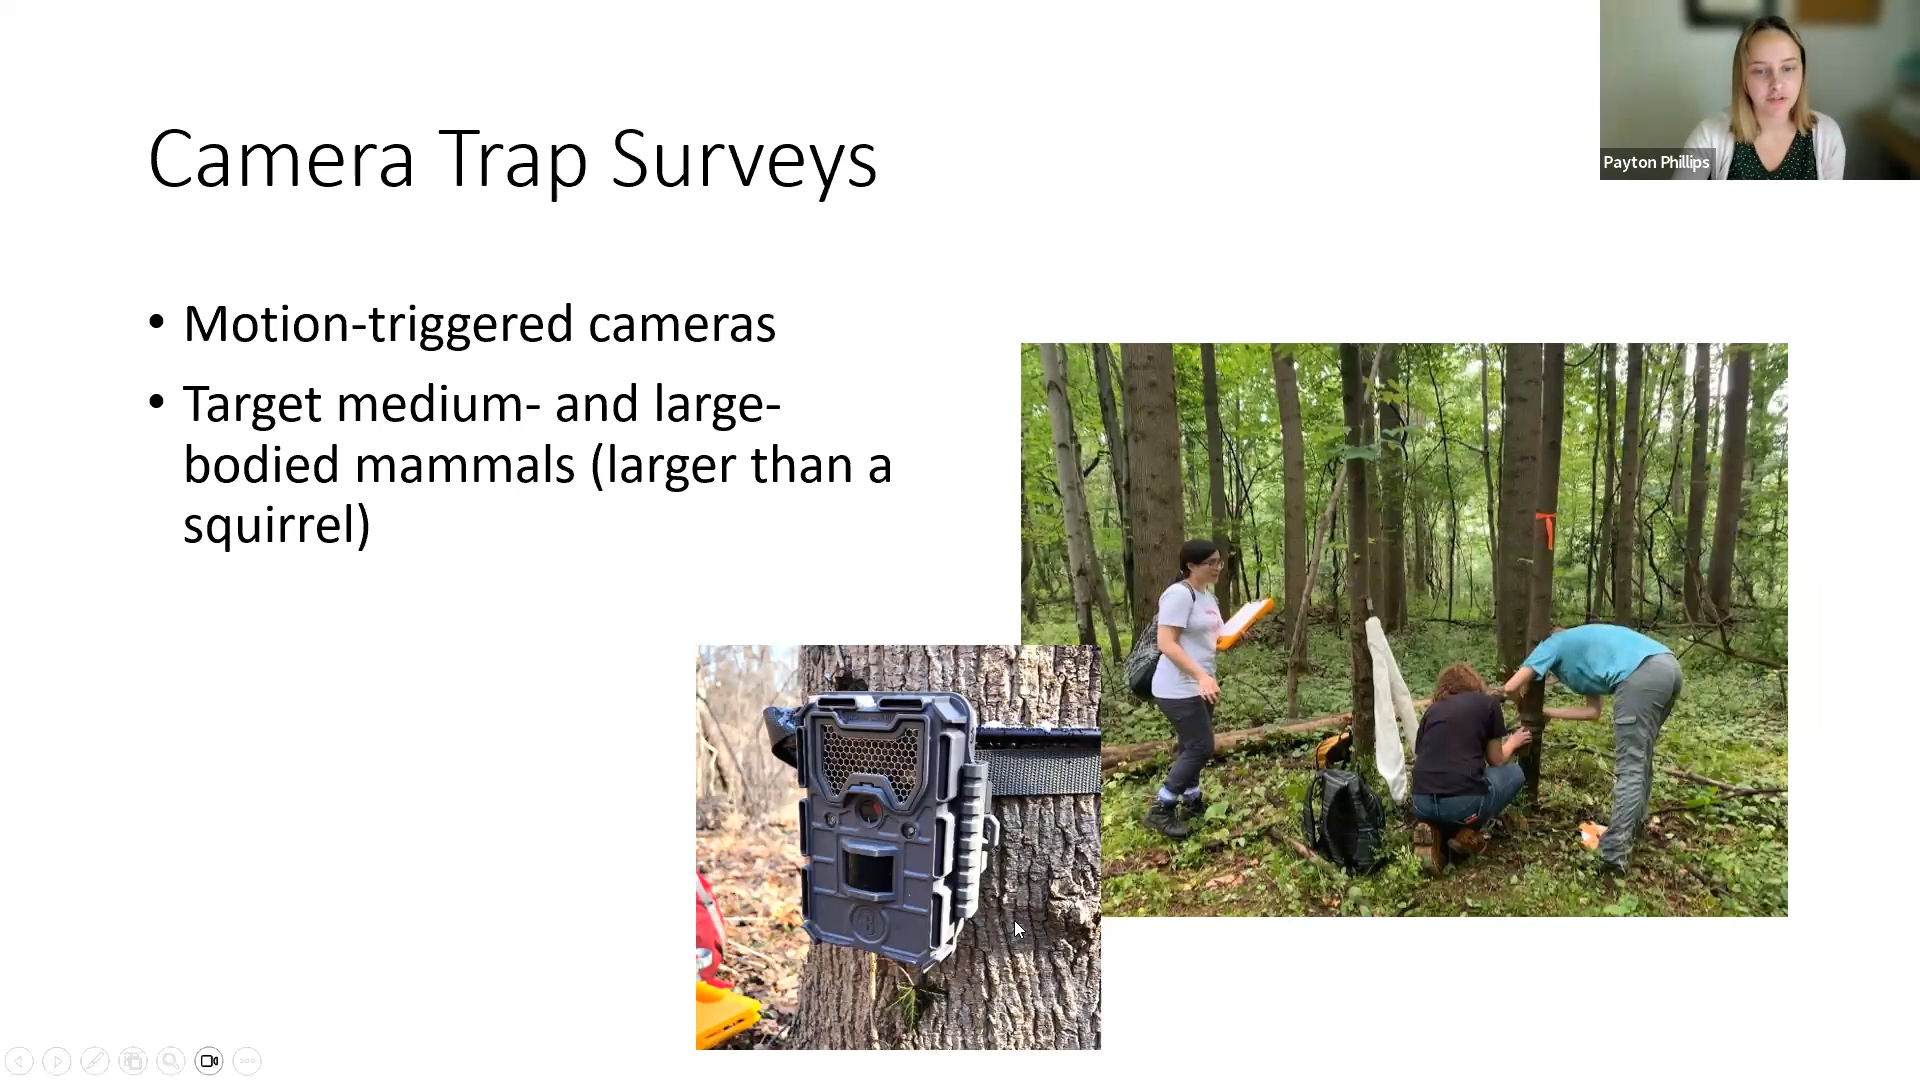 Payton Phillips
Camera Trap Surveys
• Motion-triggered cameras
• Target medium- and large-
bodied mammals (larger than a
squirrel)